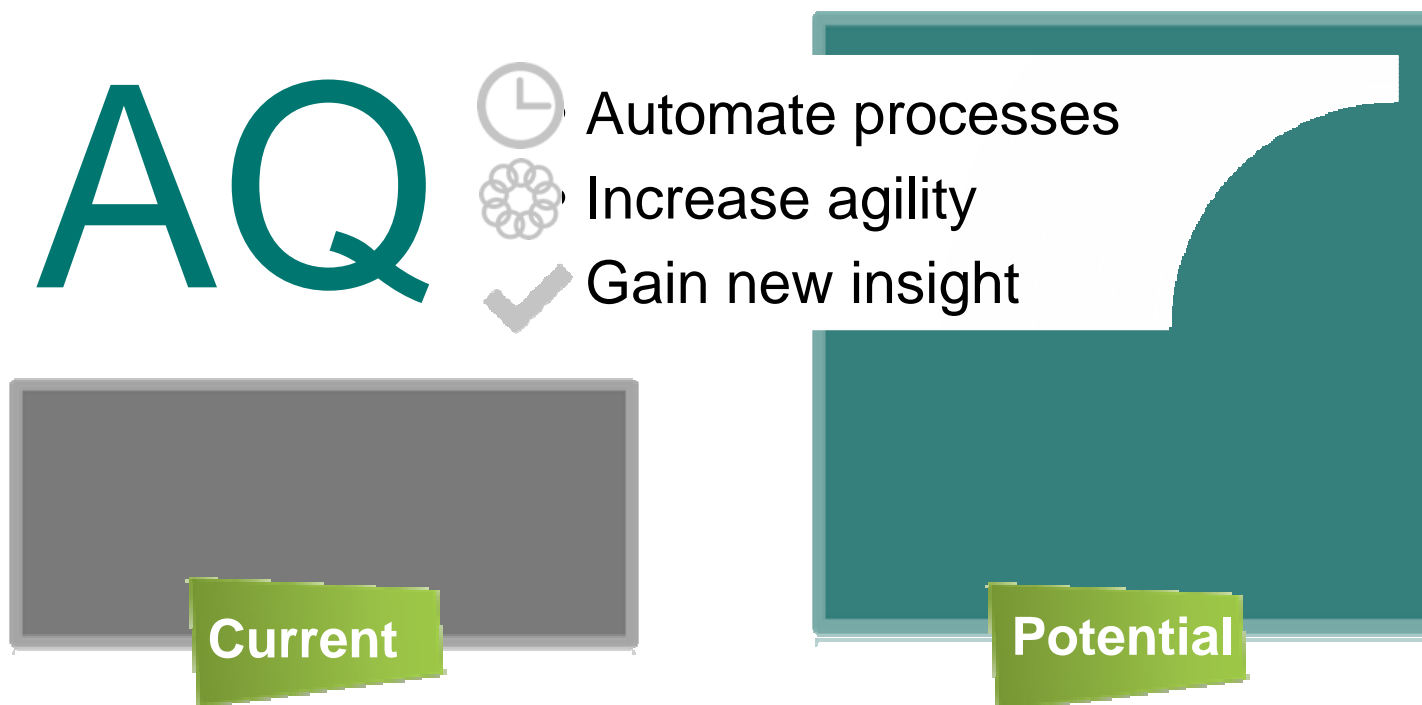 AQ
• Automate processes
• Increase agility
Gain new insight
Current
Potential